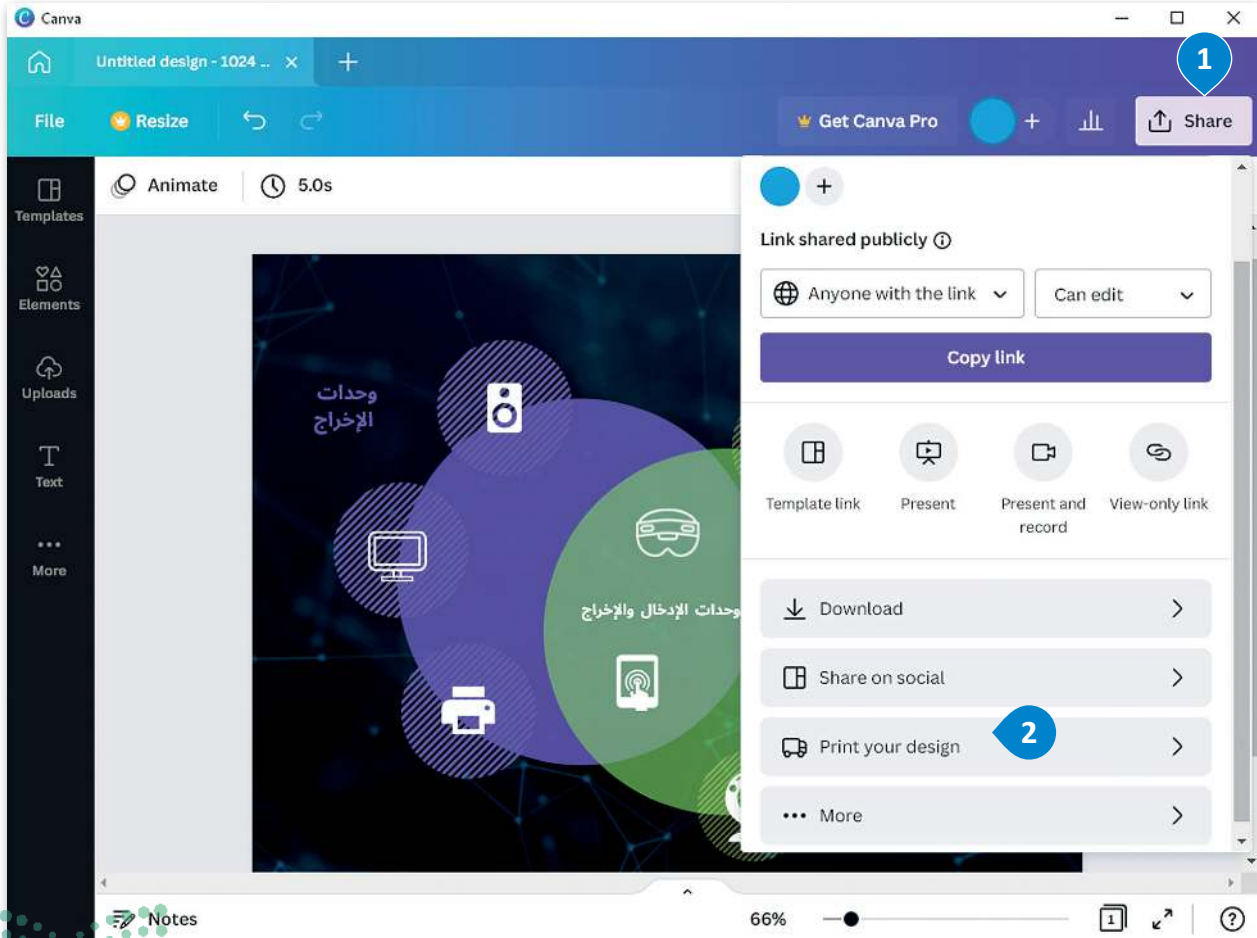 Canva
Untitled design - 1024 ...
1
File
Resize
Get Canva Pro
Share
Templates
Animate
5.0s
Elements
Uploads
Text
More
Link shared publicly
Anyone with the link
Can edit
Copy link
Template link
Present
Present and record
View-only link
Download
Share on social
Print your design
2
More
وحدات
الإخراج
وحدات الإدخال والإخراج
Notes
66%
1